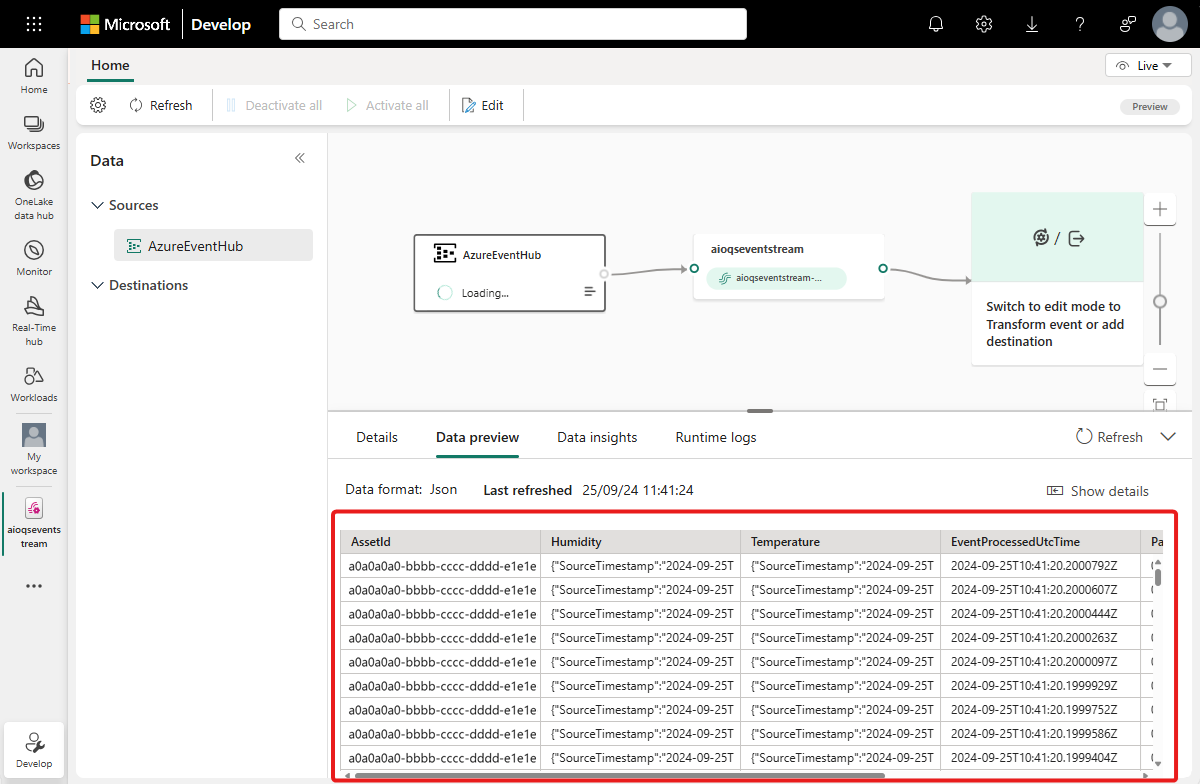 Microsoft Develop
Search
Home
Workspaces
OneLake
data hub
Monitor
Real-Time
hub
Workloads
My
workspace
aioqsevents
tream
Develop
Home
Live
Refresh
Deactivate all
Activate all
Edit
Preview
Data
Sources
AzureEventHub
Destinations
AzureEventHub
Loading...
aioqseventstream
aioqseventstream-...
/
Switch to edit mode to
Transform event or add
destination
Details
Data preview
Data insights
Runtime logs
Refresh
Data format: Json
Last refreshed 25/09/24 11:41:24
Show details
AssetId Humidity Temperature EventProcessedUtcTime Pa
a0a0a0a0-bbbb-cccc-dddd-e1e1e {"SourceTimestamp":"2024-09-25T {"SourceTimestamp":"2024-09-25T 2024-09-25T10:41:20.2000792Z
a0a0a0a0-bbbb-cccc-dddd-e1e1e {"SourceTimestamp":"2024-09-25T {"SourceTimestamp":"2024-09-25T 2024-09-25T10:41:20.2000607Z
a0a0a0a0-bbbb-cccc-dddd-e1e1e {"SourceTimestamp":"2024-09-25T {"SourceTimestamp":"2024-09-25T 2024-09-25T10:41:20.2000444Z
a0a0a0a0-bbbb-cccc-dddd-e1e1e {"SourceTimestamp":"2024-09-25T {"SourceTimestamp":"2024-09-25T 2024-09-25T10:41:20.2000263Z
a0a0a0a0-bbbb-cccc-dddd-e1e1e {"SourceTimestamp":"2024-09-25T {"SourceTimestamp":"2024-09-25T 2024-09-25T10:41:20.2000097Z
a0a0a0a0-bbbb-cccc-dddd-e1e1e {"SourceTimestamp":"2024-09-25T {"SourceTimestamp":"2024-09-25T 2024-09-25T10:41:20.1999929Z
a0a0a0a0-bbbb-cccc-dddd-e1e1e {"SourceTimestamp":"2024-09-25T {"SourceTimestamp":"2024-09-25T 2024-09-25T10:41:20.1999752Z
a0a0a0a0-bbbb-cccc-dddd-e1e1e {"SourceTimestamp":"2024-09-25T {"SourceTimestamp":"2024-09-25T 2024-09-25T10:41:20.1999586Z
a0a0a0a0-bbbb-cccc-dddd-e1e1e {"SourceTimestamp":"2024-09-25T {"SourceTimestamp":"2024-09-25T 2024-09-25T10:41:20.1999404Z